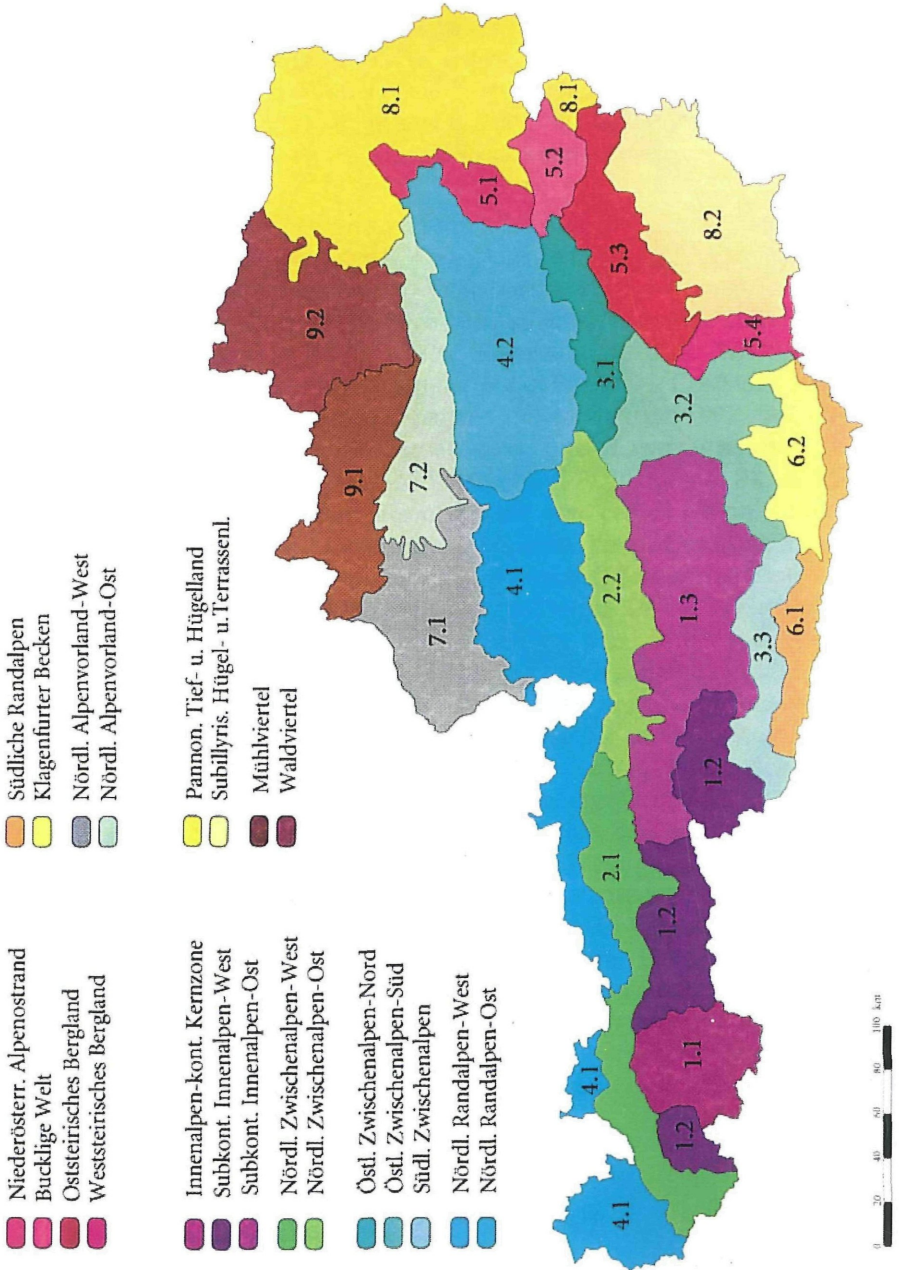 Niederösterr. Alpenostrand
Bucklige Welt
Oststeirisches Bergland
Weststeirisches Bergland
Innenalpen-kont. Kernzone
Subkont. Innenalpen-West
Subkont. Innenalpen-Ost
Nördl. Zwischenalpen-West
Nördl. Zwischenalpen-Ost
Östl. Zwischenalpen-Nord
Östl. Zwischenalpen-Süd
Südl. Zwischenalpen
Nördl. Randalpen-West
Nördl. Randalpen-Ost
Südliche Randalpen
Klagenfurter Becken
Nördl. Alpenvorland-West
Nördl. Alpenvorland-Ost
Pannon. Tief- u. Hügelland
Subillyris. Hügel- u.Terrassenl.
Mühlviertel
Waldviertel
8.1
9.2
9.1
5.1
8.1
5.2
7.2
4.2
7.1
5.3
8.2
3.1
4.1
5.4
3.2
2.2
1.3
6.2
3.3
6.1
1.2
2.1
1.2
4.1
1.1
1.2
4.1
0 20 40 60 80 100 km